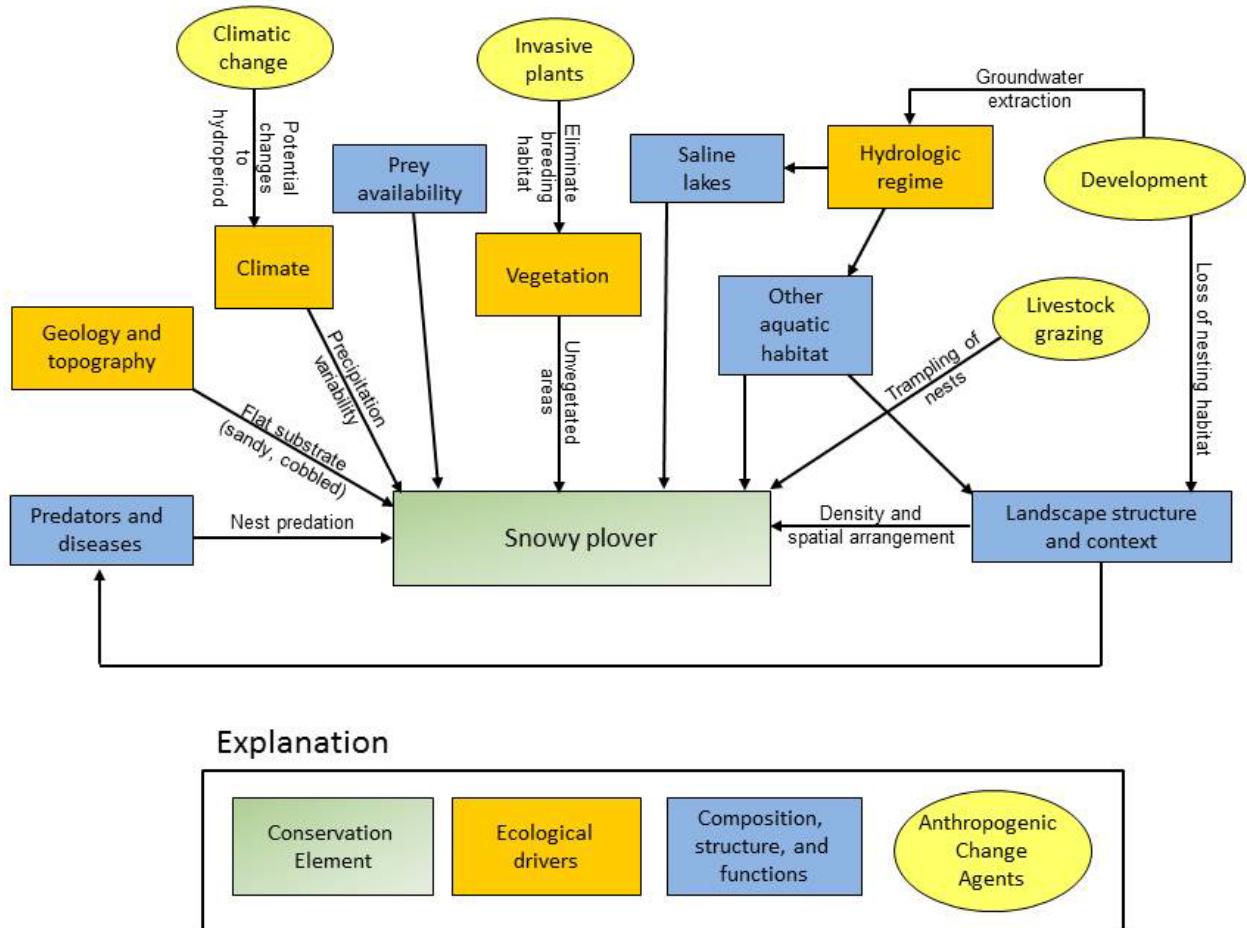 Climatic
change
Invasive
plants
Groundwater
extraction
Potential
changes
to
hydroperiod
Eliminate
breeding
habitat
Prey
availability
Saline
lakes
Hydrologic
regime
Development
Climate
Vegetation
Other
aquatic
habitat
Livestock
grazing
Loss of nesting habitat
Geology and
topography
Precipitation
variability
Unvegetated
areas
Trampling of
nests
Flat substrate
(sandy, cobbled)
Predators and
diseases
Nest predation
Snowy plover
Density and
spatial arrangement
Landscape structure
and context
Explanation
Conservation
Element
Ecological
drivers
Composition,
structure, and
functions
Anthropogenic
Change
Agents